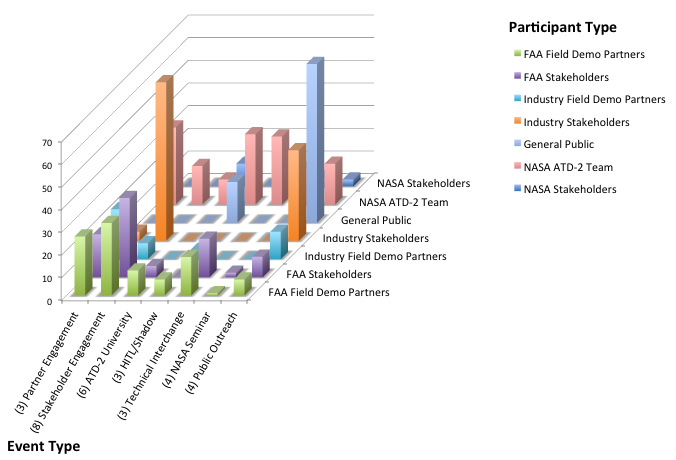 Participant Type
FAA Field Demo Partners
FAA Stakeholders
Industry Field Demo Partners
Industry Stakeholders
General Public
NASA ATD-2 Team
NASA Stakeholders
70
60
50
40
30
20
10
0
NASA Stakeholders
NASA ATD-2 Team
General Public
Industry Stakeholders
Industry Field Demo Partners
FAA Stakeholders
FAA Field Demo Partners
(3) Partner Engagement
(8) Stakeholder Engagement
(6) ATD-2 University
(3) HITL/Shadow
(3) Technical Interchange
(4) NASA Seminar
(4) Public Outreach
Event Type